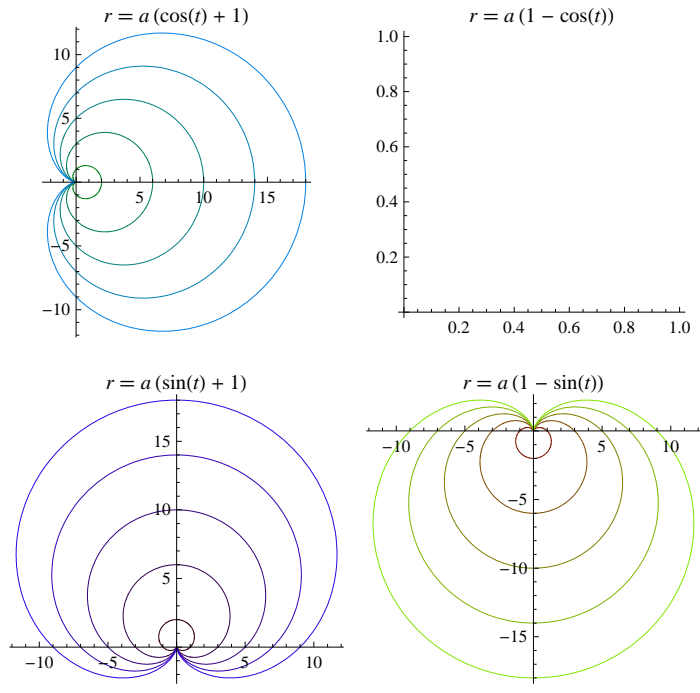 r = a (cos(t) + 1)
10
5
10
15
−5
−10
r = a (1 − cos(t))
1.0
0.8
0.6
0.4
0.2
0.2 0.4 0.6 0.8 1.0
r = a (sin(t) + 1)
15
10
5
−10 −5 5 10
r = a (1 − sin(t))
−10 −5 5 10
−5
−10
−15